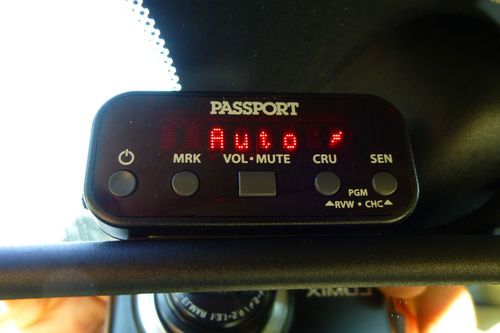 PASSPORT
Auto
MRK VOL•MUTE CRU SEN
PGM
▲RVW • CHC▲